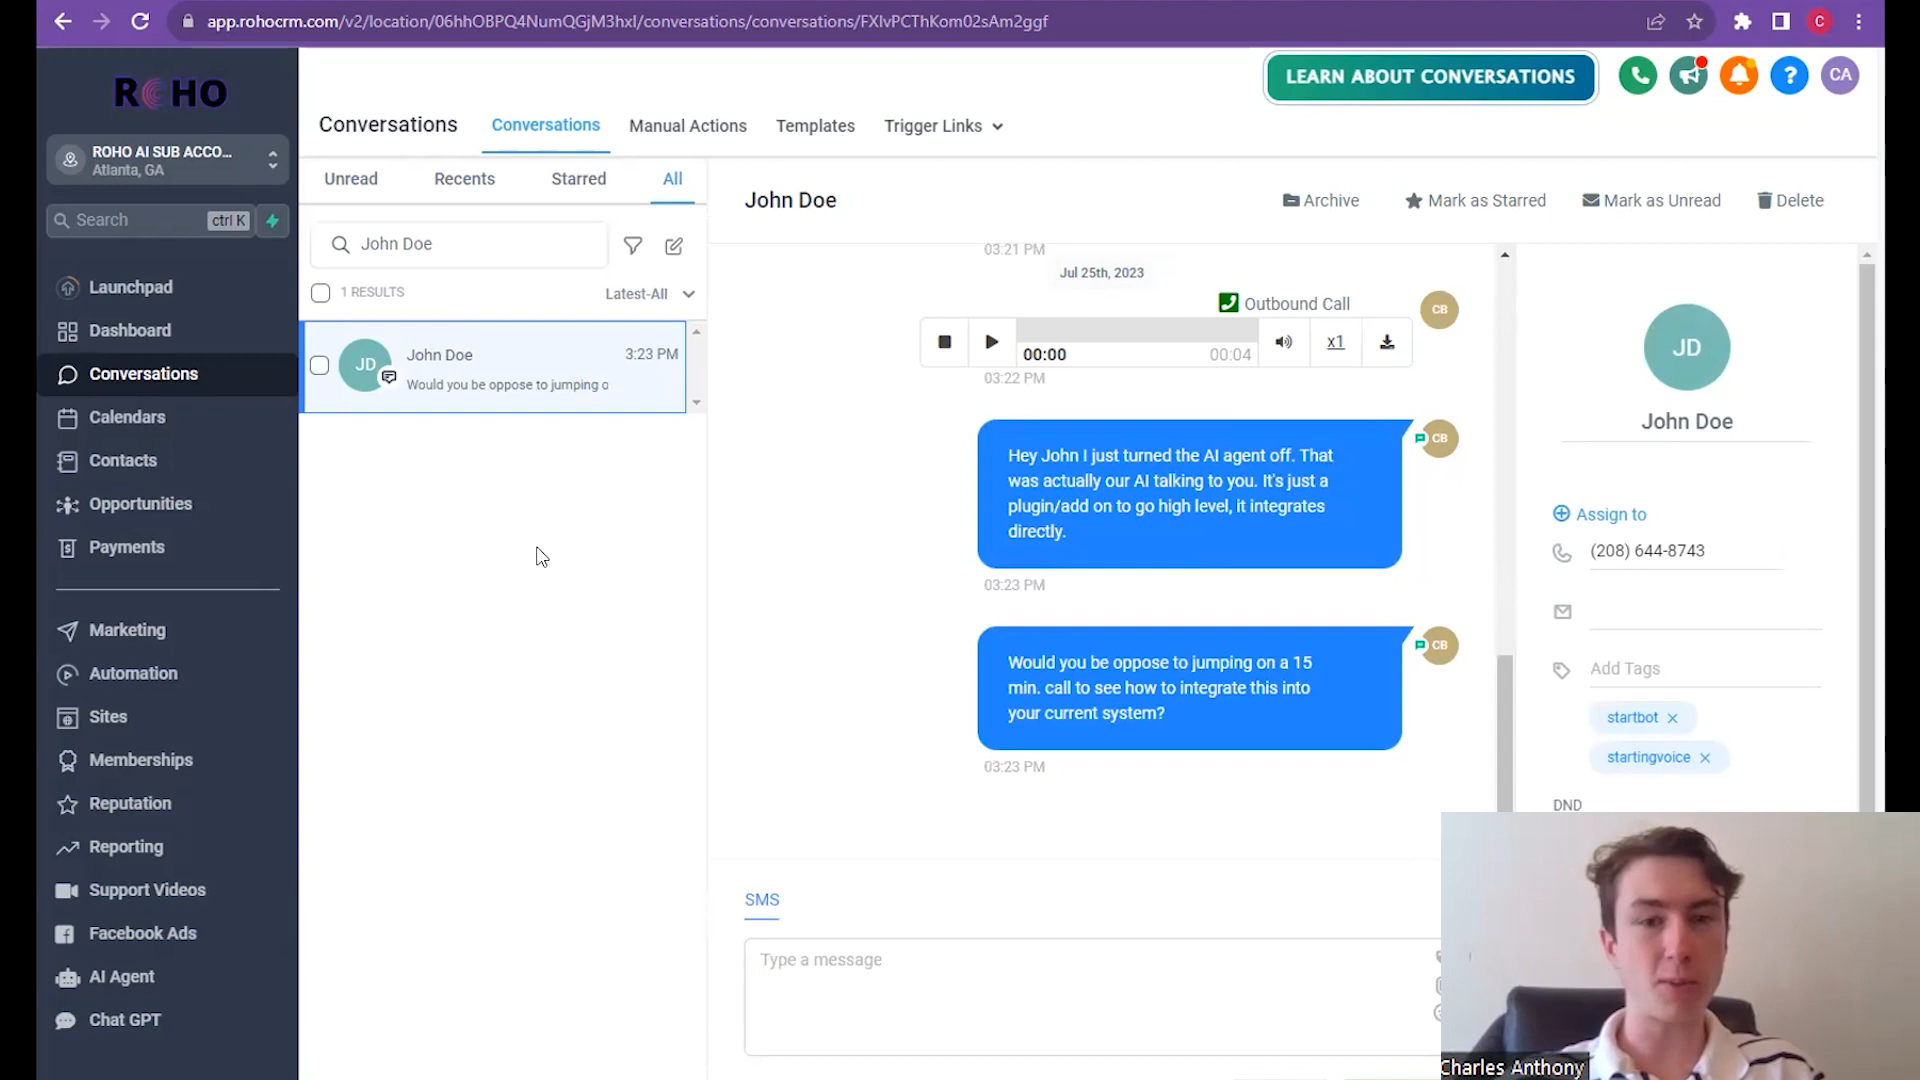 app.rohocrm.com/v2/location/06hhOBPQ4NumQGjM3hxI/conversations/conversations/FXIvPCThKom02sAm2ggf
C
ROHO
LEARN ABOUT CONVERSATIONS
CA
Conversations
Conversations
Manual Actions
Templates
Trigger Links
ROHO AI SUB ACCO...
Atlanta, GA
Search
ctrl K
Launchpad
Dashboard
Conversations
Calendars
Contacts
Opportunities
Payments
Marketing
Automation
Sites
Memberships
Reputation
Reporting
Support Videos
Facebook Ads
AI Agent
Chat GPT
Unread
Recents
Starred
All
John Doe
1 RESULTS
Latest-All
JD
John Doe
3:23 PM
Would you be oppose to jumping o
John Doe
Archive
Mark as Starred
Mark as Unread
Delete
03:21 PM
Jul 25th, 2023
Outbound Call
CB
00:00
00:04
x1
03:22 PM
Hey John I just turned the AI agent off. That
was actually our AI talking to you. It's just a
plugin/add on to go high level, it integrates
directly.
CB
03:23 PM
Would you be oppose to jumping on a 15
min. call to see how to integrate this into
your current system?
CB
03:23 PM
SMS
Type a message
JD
John Doe
Assign to
(208) 644-8743
Add Tags
startbot
startingvoice
DND
Charles Anthony